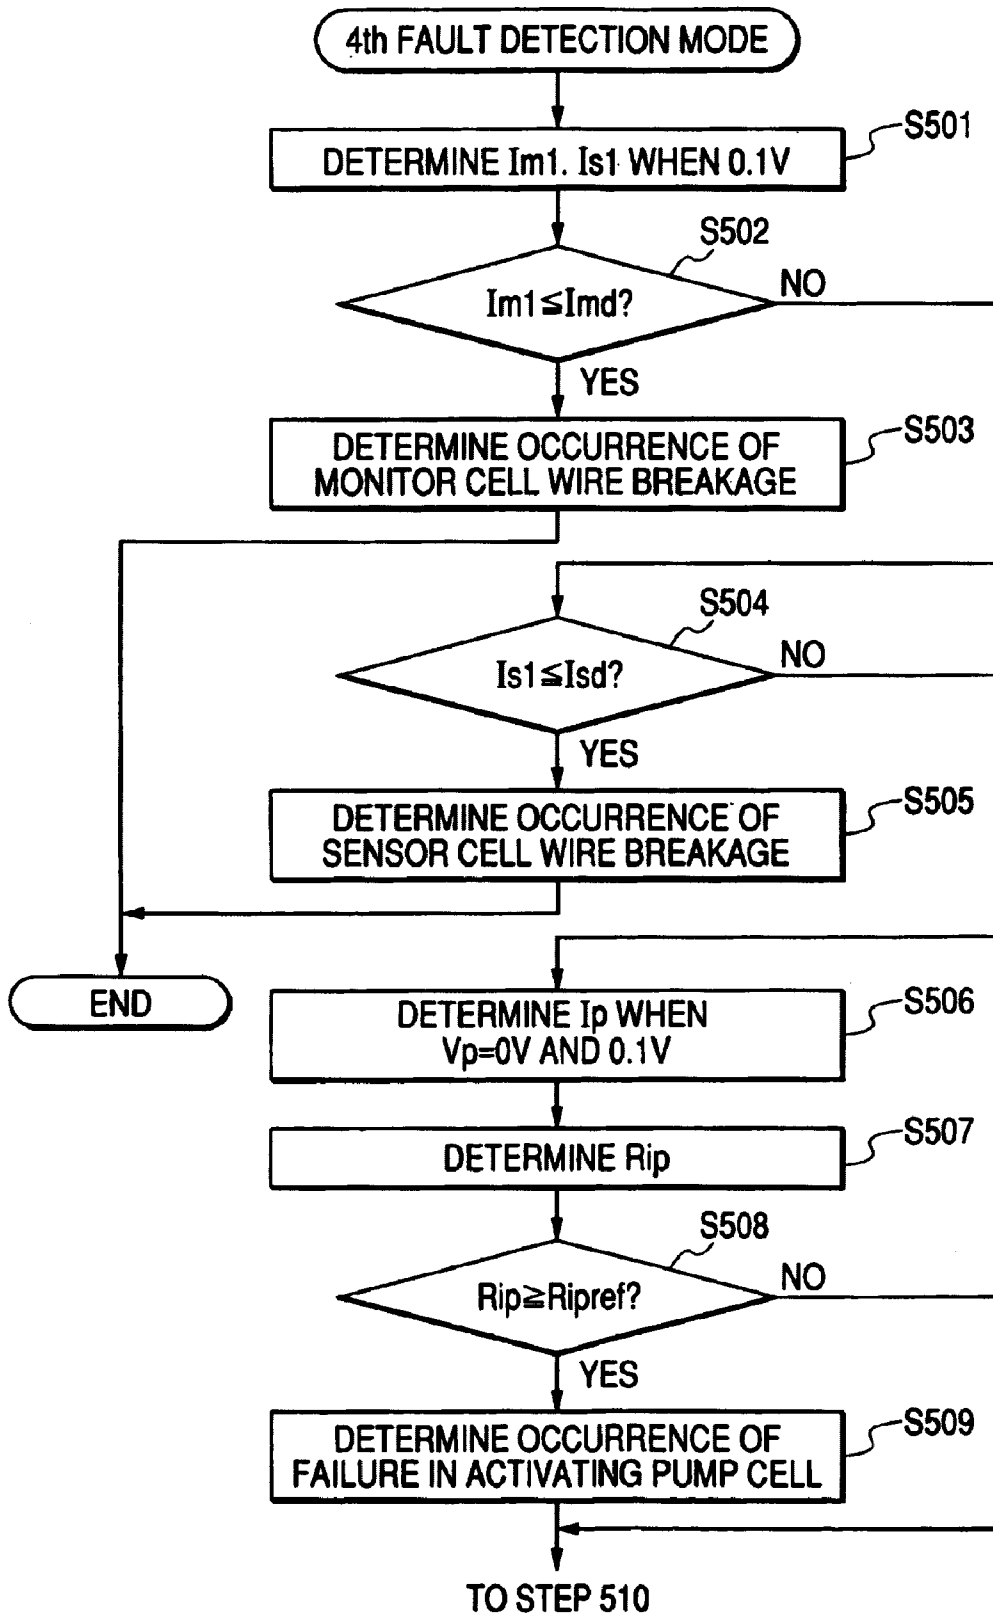 4th FAULT DETECTION MODE
S501
DETERMINE Im1. Is1 WHEN 0.1V
S502
Im1≦Imd?
NO
YES
S503
DETERMINE OCCURRENCE OF
MONITOR CELL WIRE BREAKAGE
S504
Is1≦Isd?
NO
YES
S505
DETERMINE OCCURRENCE OF
SENSOR CELL WIRE BREAKAGE
END
S506
DETERMINE Ip WHEN
Vp=0V AND 0.1V
S507
DETERMINE Rip
S508
Rip≧Ripref?
NO
YES
S509
DETERMINE OCCURRENCE OF
FAILURE IN ACTIVATING PUMP CELL
TO STEP 510